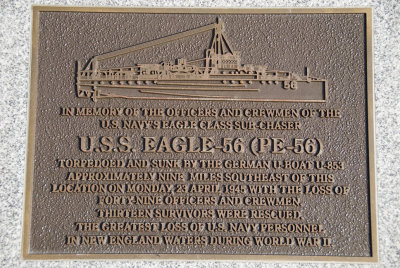 56
IN MEMORY OF THE OFFICERS AND CREWMEN OF THE
U.S. NAVY'S EAGLE CLASS SUB CHASER
U.S.S. EAGLE-56 (PE-56)
TORPEDOED AND SUNK BY THE GERMAN U-BOAT U-853
APPROXIMATELY NINE MILES SOUTHEAST OF THIS
LOCATION ON MONDAY, 23 APRIL 1945 WITH THE LOSS OF
FORTY-NINE OFFICERS AND CREWMEN.
THIRTEEN SURVIVORS WERE RESCUED.
THE GREATEST LOSS OF U.S. NAVY PERSONNEL
IN NEW ENGLAND WATERS DURING WORLD WAR II.